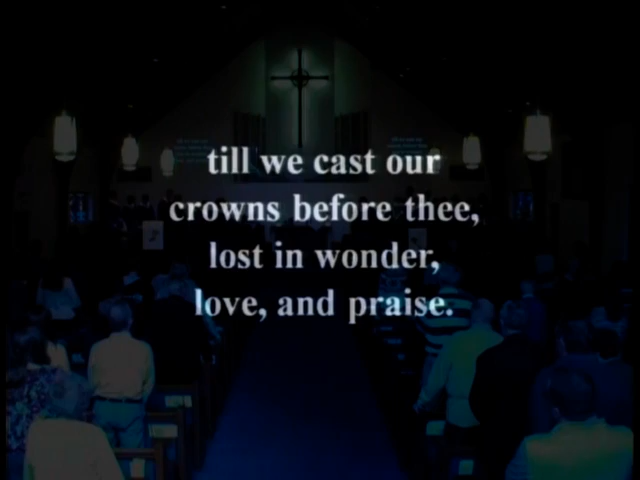 till we cast our
crowns before thee,
lost in wonder,
love, and praise.